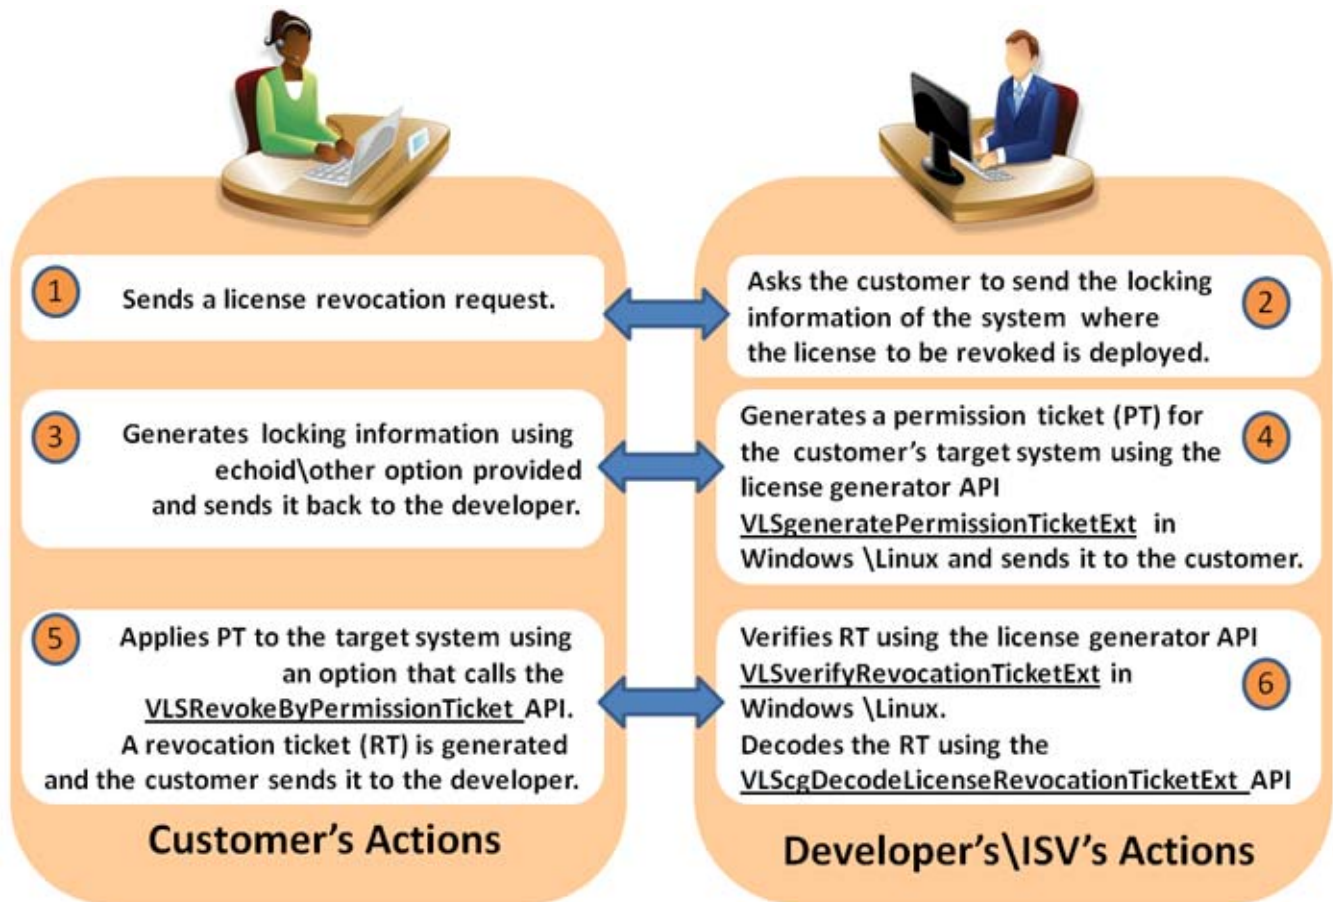 1
Sends a license revocation request.
Asks the customer to send the locking
information of the system where
the license to be revoked is deployed.
2
3
Generates locking information using
echoid\other option provided
and sends it back to the developer.
Generates a permission ticket (PT) for
the customer's target system using the
license generator API
VLSgeneratePermissionTicketExt in
Windows \Linux and sends it to the customer.
4
5
Applies PT to the target system using
an option that calls the
VLSRevokeByPermissionTicket API.
A revocation ticket (RT) is generated
and the customer sends it to the developer.
Verifies RT using the license generator API
VLSverifyRevocationTicketExt in
Windows \Linux.
Decodes the RT using the
VLScgDecodeLicenseRevocationTicketExt API
6
Customer's Actions
Developer's\ISV's Actions